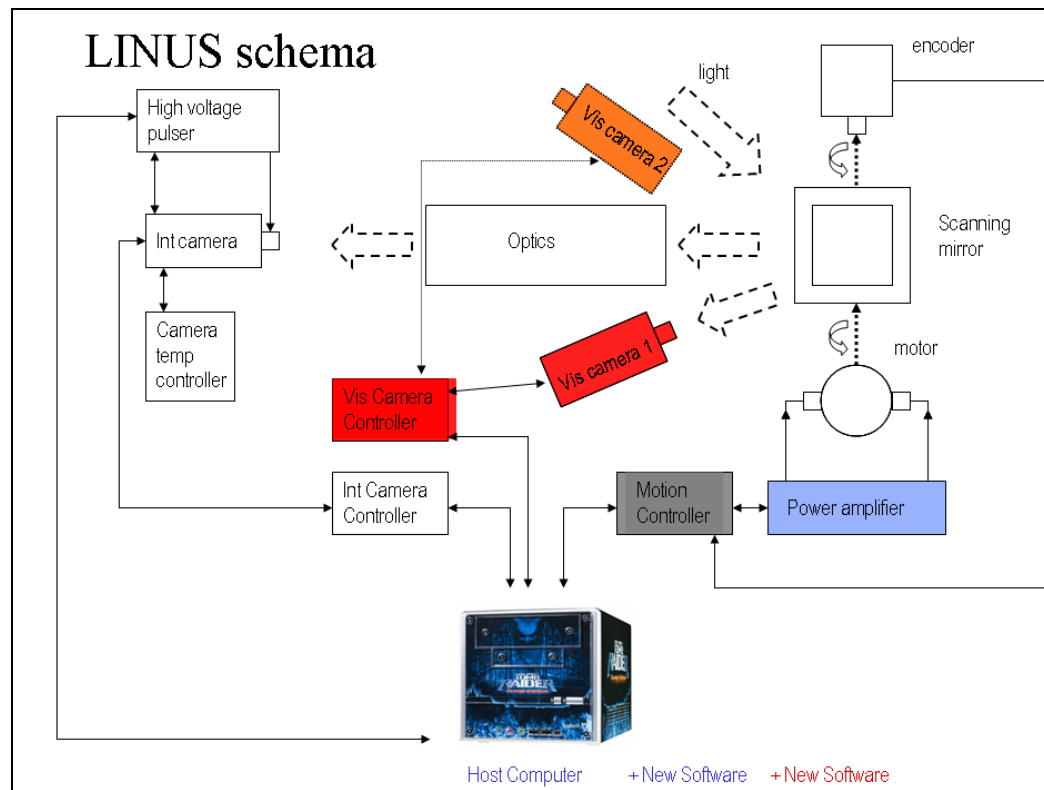 LINUS schema
encoder
light
High voltage
pulser
Vis camera 2
Int camera
Optics
Scanning
mirror
Camera
temp
controller
Vis camera 1
motor
Vis Camera
Controller
Int Camera
Controller
Motion
Controller
Power amplifier
TOMB
RAIDER
Host Computer
+ New Software
+ New Software